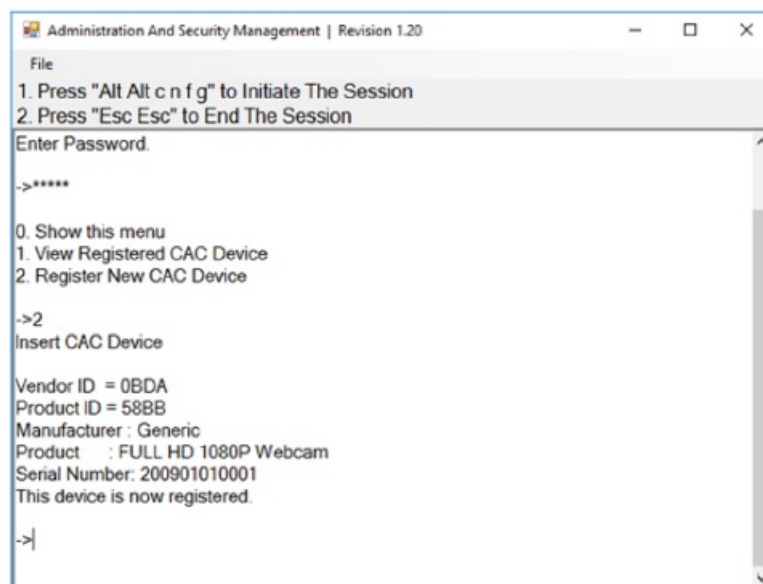 Administration And Security Management | Revision 1.20
File
1. Press "Alt Alt c n f g" to Initiate The Session
2. Press "Esc Esc" to End The Session
Enter Password.
->*****
0. Show this menu
1. View Registered CAC Device
2. Register New CAC Device
->2
Insert CAC Device
Vendor ID = 0BDA
Product ID = 58BB
Manufacturer : Generic
Product : FULL HD 1080P Webcam
Serial Number: 200901010001
This device is now registered.
->